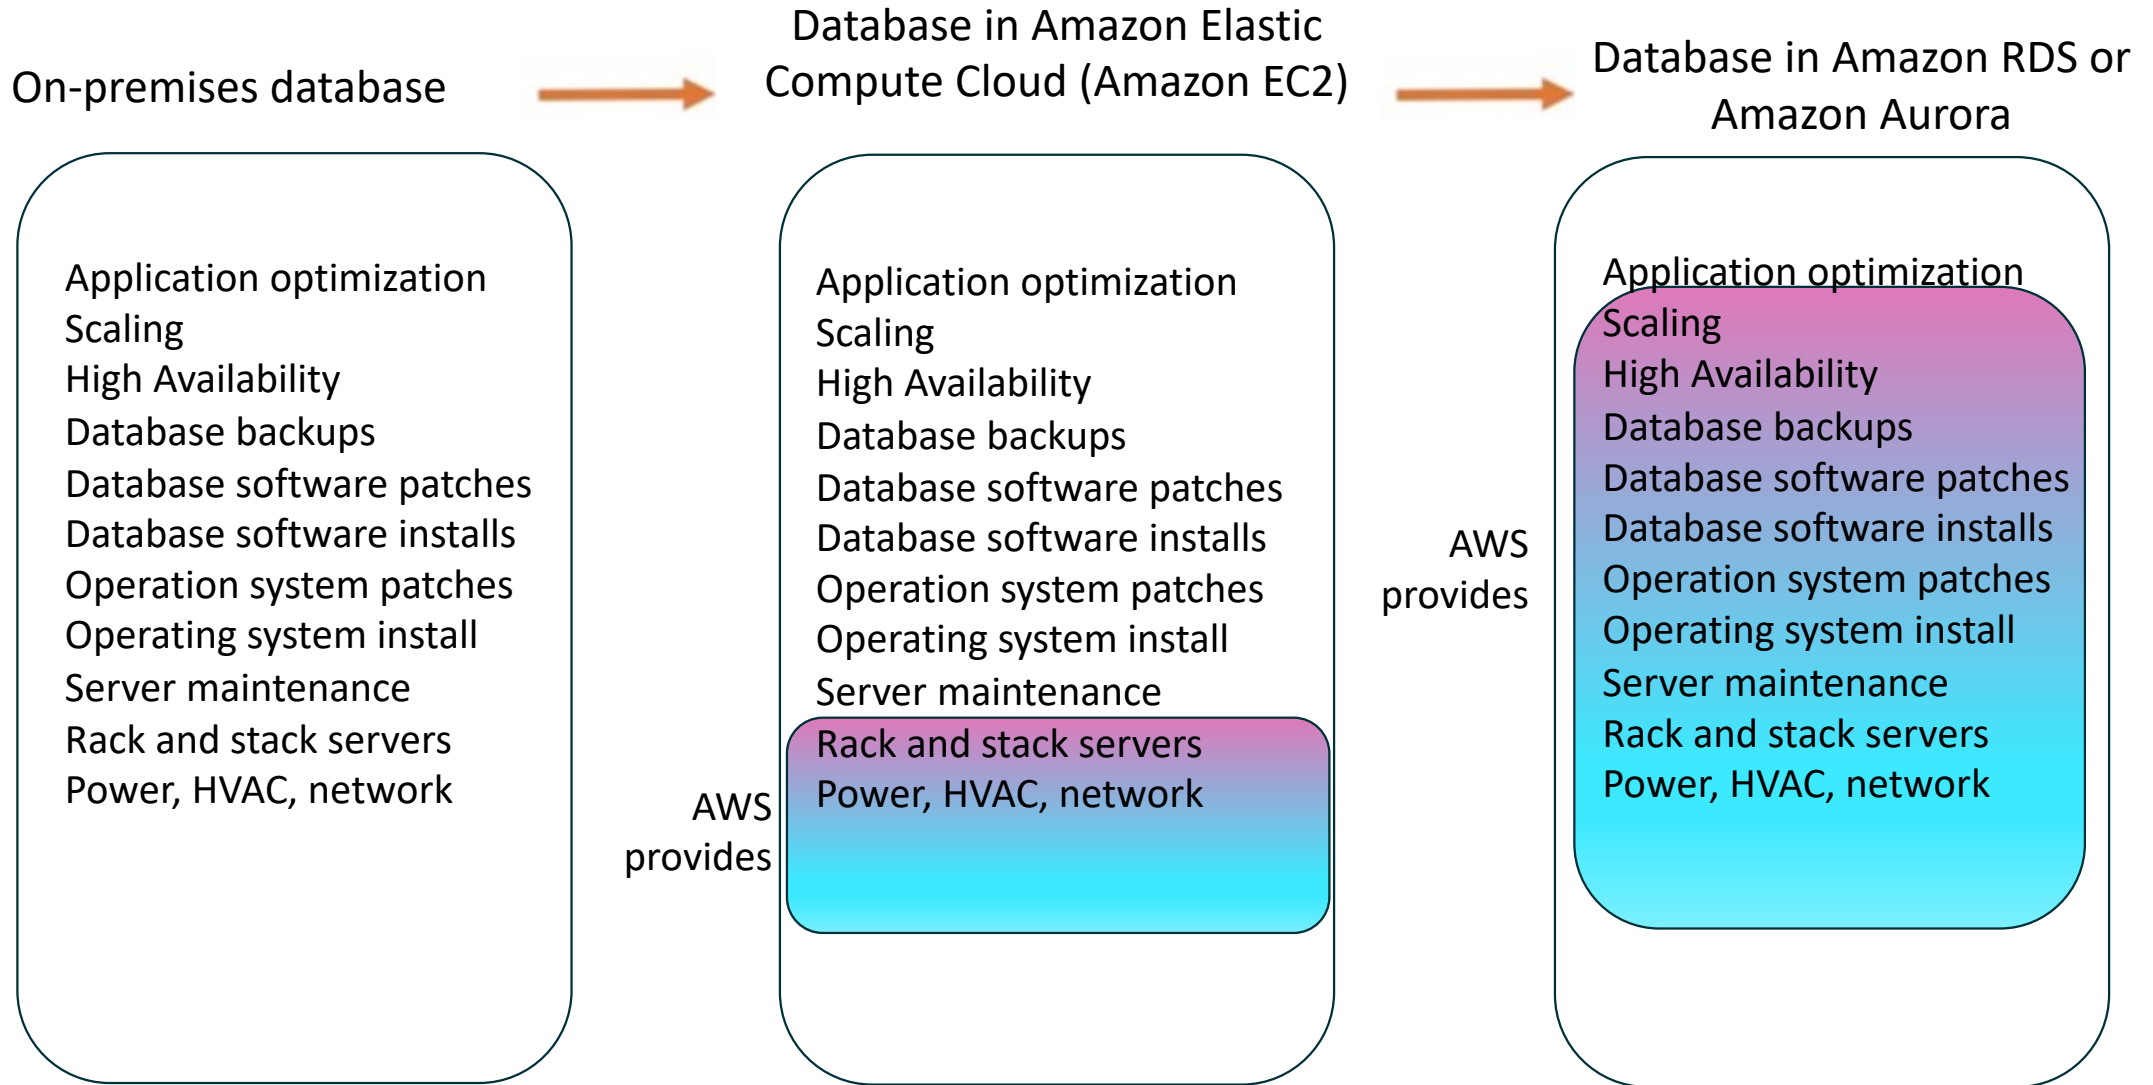 On-premises database
Application optimization
Scaling
High Availability
Database backups
Database software patches
Database software installs
Operation system patches
Operating system install
Server maintenance
Rack and stack servers
Power, HVAC, network
Database in Amazon Elastic
Compute Cloud (Amazon EC2)
Application optimization
Scaling
High Availability
Database backups
Database software patches
Database software installs
Operation system patches
Operating system install
Server maintenance
Rack and stack servers
Power, HVAC, network
AWS
provides
Database in Amazon RDS or
Amazon Aurora
Application optimization
Scaling
High Availability
Database backups
Database software patches
Database software installs
Operation system patches
Operating system install
Server maintenance
Rack and stack servers
Power, HVAC, network
AWS
provides